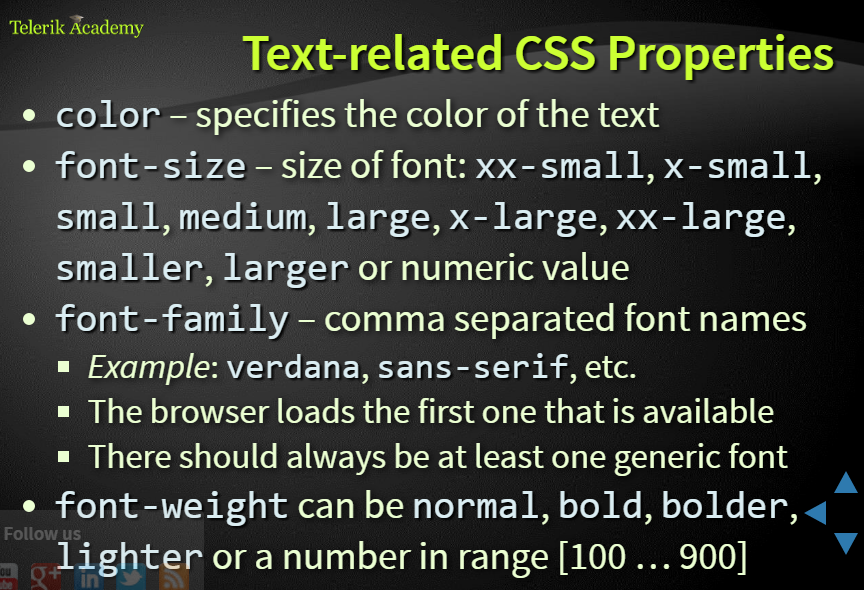 Telerik Academy
Text-related CSS Properties
• color – specifies the color of the text
• font-size – size of font: xx-small, x-small,
small, medium, large, x-large, xx-large,
smaller, larger or numeric value
• font-family – comma separated font names
▪ Example: verdana, sans-serif, etc.
▪ The browser loads the first one that is available
▪ There should always be at least one generic font
• font-weight can be normal, bold, bolder,
Follow us
lighter or a number in range [100 … 900]
g+ in